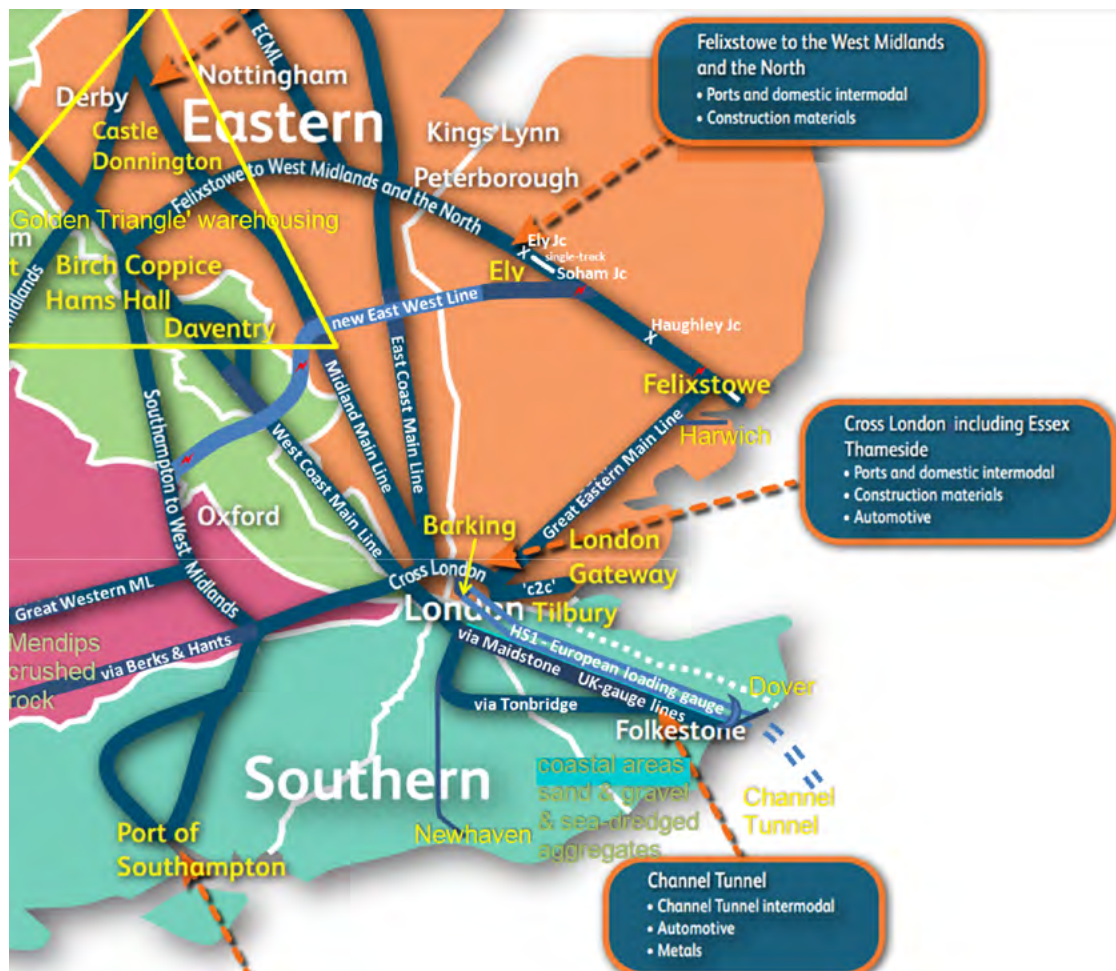 ECML
Felixstowe to the West Midlands
and the North
• Ports and domestic intermodal
• Construction materials
Nottingham
Derby
Eastern
Castle
Donnington
Kings Lynn
Peterborough
Felixstowe to West Midlands and the North
Golden Triangle' warehousing
m
t
Midlands
Birch Coppice
Hams Hall
Daventry
Ely Jc
single-track
Soham Jc
Ely
new East West Line
Haughley Jc
Felixstowe
Harwich
Southampton to West Midlands
West Coast Main Line
Midland Main Line
East Coast Main Line
Great Eastern Main Line
Cross London including Essex
Thameside
• Ports and domestic intermodal
• Construction materials
• Automotive
Oxford
Barking
London
Gateway
Cross London
'c2c'
London
Tilbury
Great Western ML
via Berks & Hants
Mendips
crushed
rock
HS1 - European loading gauge
via Maidstone UK-gauge lines
via Tonbridge
Dover
Folkestone
Southern
coastal areas
sand & gravel
& sea-dredged
aggregates
Channel
Tunnel
Newhaven
Port of
Southampton
Channel Tunnel
• Channel Tunnel intermodal
• Automotive
• Metals